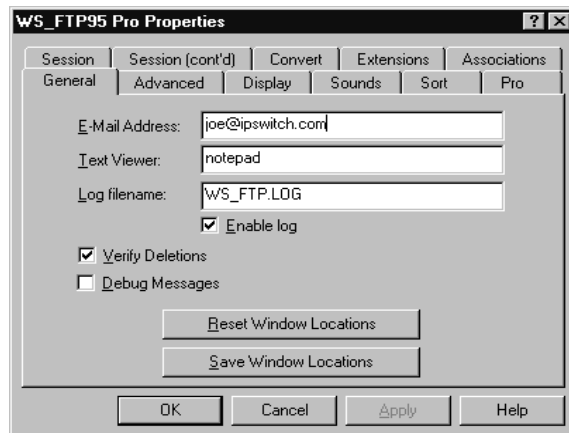 WS_FTP95 Pro Properties
Session Session (cont'd) Convert Extensions Associations
General Advanced Display Sounds Sort Pro
E-Mail Address: joe@ipswitch.com
Text Viewer: notepad
Log filename: WS_FTP.LOG
Enable log
Verify Deletions
Debug Messages
Reset Window Locations
Save Window Locations
OK Cancel Apply Help